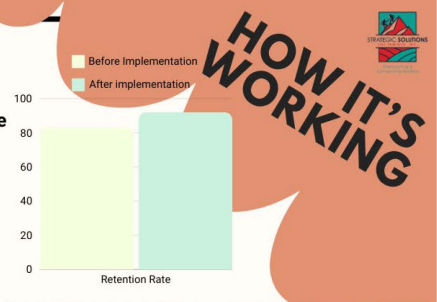 Before Implementation
After implementation
HOW IT'S
WORKING
STRATEGIC SOLUTIONS
e
100
80
60
40
20
0
Retention Rate